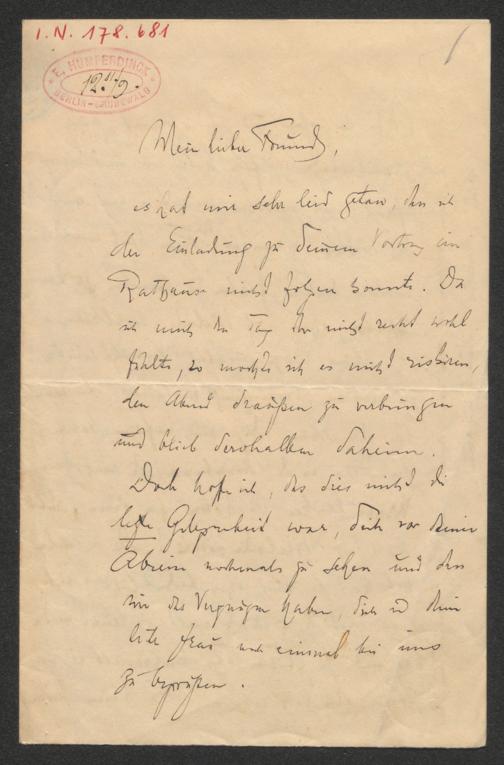 I.N. 178.681
E. HUMPERDINCK
BERLIN-GRUNEWALD
Mein lieber Freund,
es hat mir sehr leid getan, dass ich
der Einladung zu deinem Vortrag im
Rathause nicht folgen konnte. Da
ich mich den Tag nicht recht wohl
fühlte, so mochte ich es nicht riskiren,
den Abend draußen zu verbringen
und blieb derohalben daheim.
Doch hoffe ich, dass dies nicht die
letzte Gelegenheit war, dich vor deiner
Abreise nochmals zu sehen und dass
wir das Vergnügen haben, dich u deine
liebe Frau noch einmal bei uns
zu begrüßen.